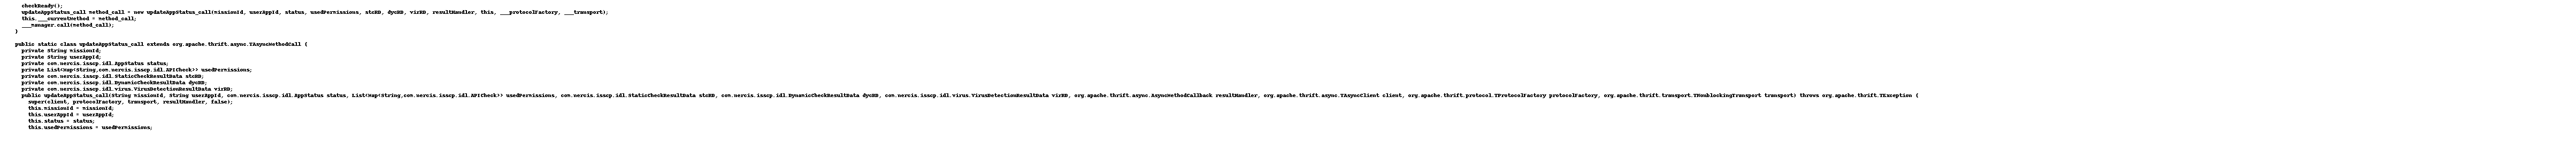 checkReady();
updateAppStatus_call method_call = new updateAppStatus_call(missionId, userAppId, status, usedPermissions, stcRD, dycRD, virRD, resultHandler, this, ___protocolFactory, ___transport);
this.___currentMethod = method_call;
___manager.call(method_call);
}
public static class updateAppStatus_call extends org.apache.thrift.async.TAsyncMethodCall {
private String missionId;
private String userAppId;
private com.nercis.isscp.idl.AppStatus status;
private List<Map<String,com.nercis.isscp.idl.APICheck>> usedPermissions;
private com.nercis.isscp.idl.StaticCheckResultData stcRD;
private com.nercis.isscp.idl.DynamicCheckResultData dycRD;
private com.nercis.isscp.idl.virus.VirusDetectionResultData virRD;
public updateAppStatus_call(String missionId, String userAppId, com.nercis.isscp.idl.AppStatus status, List<Map<String,com.nercis.isscp.idl.APICheck>> usedPermissions, com.nercis.isscp.idl.StaticCheckResultData stcRD, com.nercis.isscp.idl.DynamicCheckResultData dycRD, com.nercis.isscp.idl.virus.VirusDetectionResultData virRD, org.apache.thrift.async.AsyncMethodCallback resultHandler, org.apache.thrift.async.TAsyncClient client, org.apache.thrift.protocol.TProtocolFactory protocolFactory, org.apache.thrift.transport.TNonblockingTransport transport) throws org.apache.thrift.TException {
super(client, protocolFactory, transport, resultHandler, false);
this.missionId = missionId;
this.userAppId = userAppId;
this.status = status;
this.usedPermissions = usedPermissions;